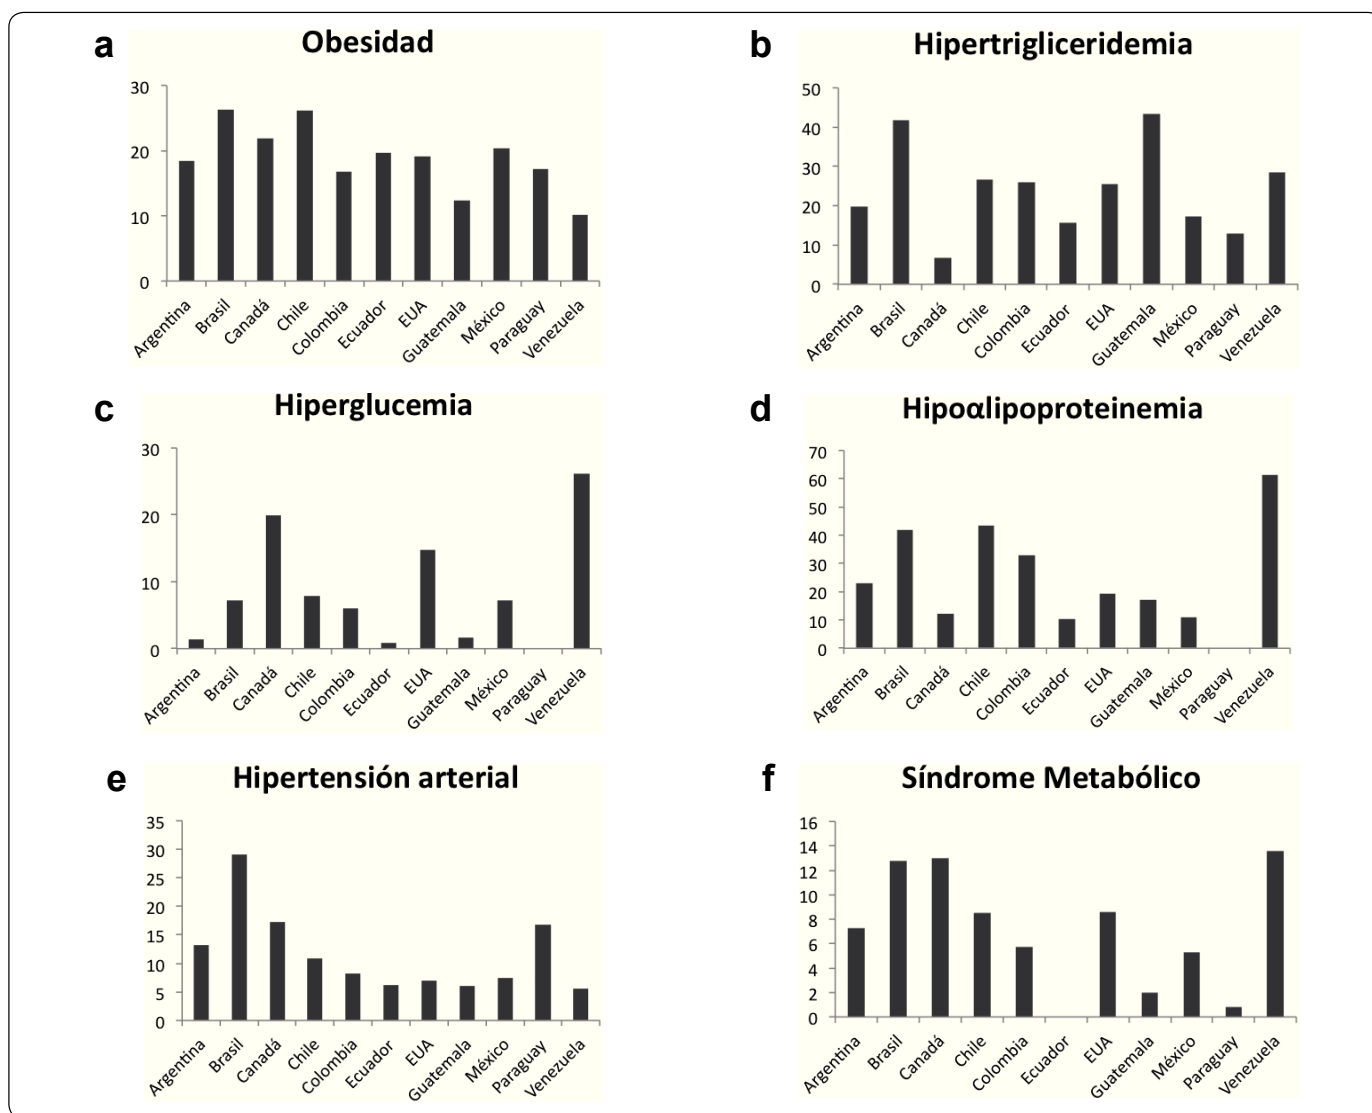 a
Obesidad
30
20
10
0
Argentina
Brasil
Canadá
Chile
Colombia
Ecuador
EUA
Guatemala
México
Paraguay
Venezuela
b
Hipertrigliceridemia
50
40
30
20
10
0
Argentina
Brasil
Canadá
Chile
Colombia
Ecuador
EUA
Guatemala
México
Paraguay
Venezuela
c
Hiperglucemia
30
20
10
0
Argentina
Brasil
Canadá
Chile
Colombia
Ecuador
EUA
Guatemala
México
Paraguay
Venezuela
d
Hipoαlipoproteinemia
70
60
50
40
30
20
10
0
Argentina
Brasil
Canadá
Chile
Colombia
Ecuador
EUA
Guatemala
México
Paraguay
Venezuela
e
Hipertensión arterial
35
30
25
20
15
10
5
0
Argentina
Brasil
Canadá
Chile
Colombia
Ecuador
EUA
Guatemala
México
Paraguay
Venezuela
f
Síndrome Metabólico
16
14
12
10
8
6
4
2
0
Argentina
Brasil
Canadá
Chile
Colombia
Ecuador
EUA
Guatemala
México
Paraguay
Venezuela